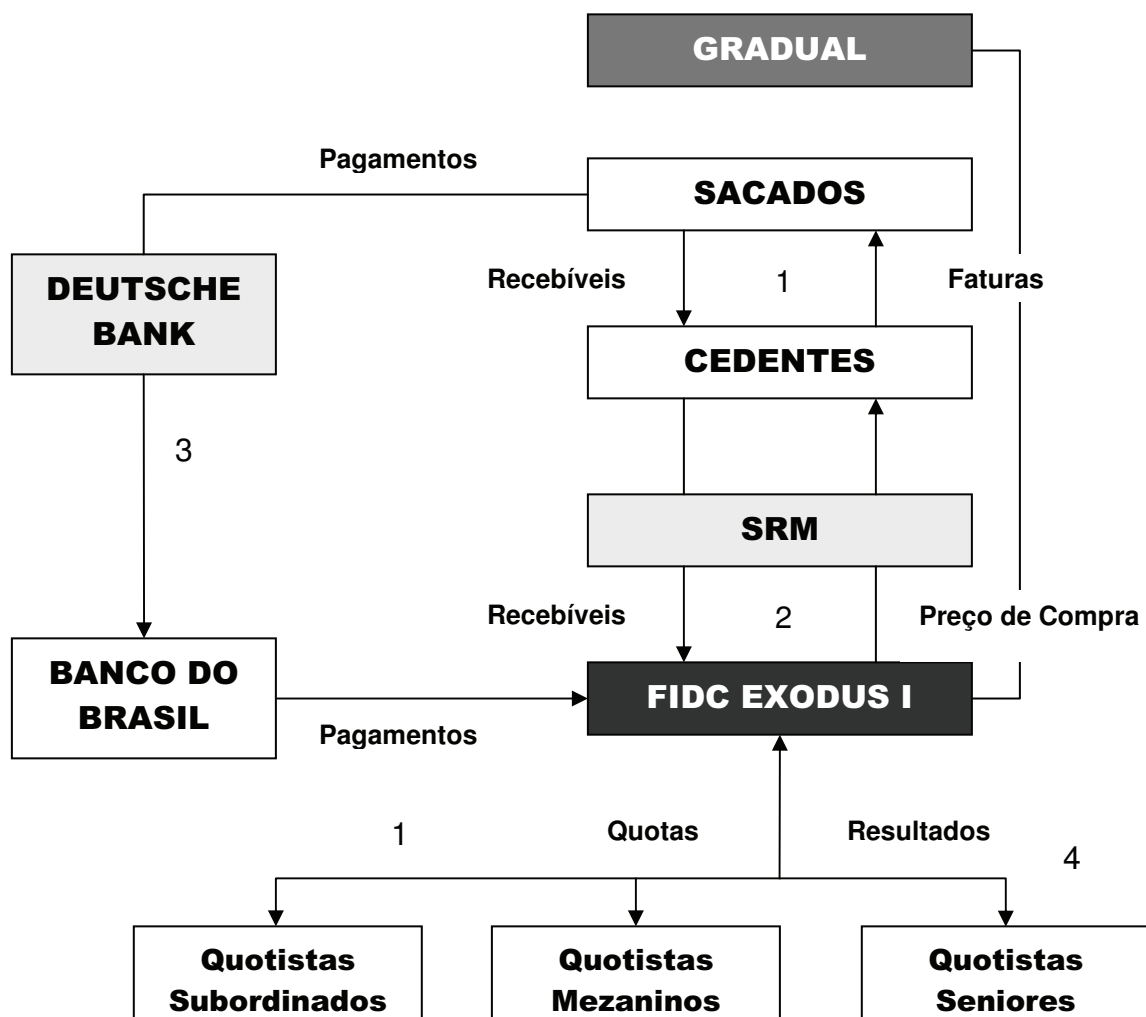 GRADUAL
Pagamentos
SACADOS
DEUTSCHE
BANK
Recebíveis
1
Faturas
CEDENTES
3
SRM
Recebíveis
2
Preço de Compra
BANCO DO
BRASIL
FIDC EXODUS I
Pagamentos
1
Quotas
Resultados
4
Quotistas
Subordinados
Quotistas
Mezaninos
Quotistas
Seniores